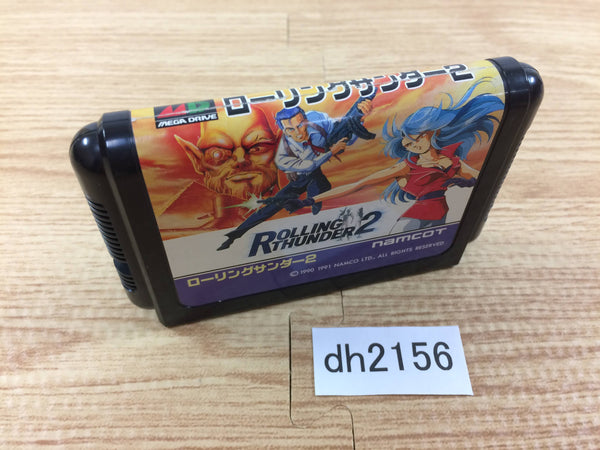 ローリングサンダー2
MEGA DRIVE
ROLLING
THUNDER 2
namcot
ローリングサンダー2
© 1990 1991 NAMCO LTD., ALL RIGHTS RESERVED
dh2156